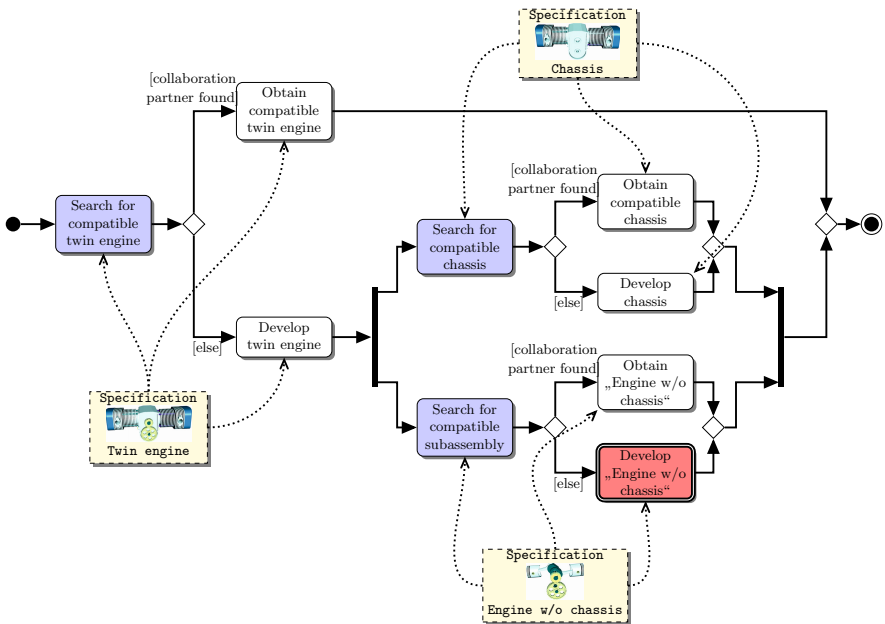 Specification
Chassis
[collaboration
partner found]
Obtain
compatible
twin engine
[collaboration
partner found]
Obtain
compatible
chassis
Search for
compatible
twin engine
Search for
compatible
chassis
Develop
chassis
[else]
Develop
twin engine
[else]
[collaboration
partner found]
Obtain
„Engine w/o
chassis“
Specification
Twin engine
Search for
compatible
subassembly
Develop
„Engine w/o
chassis“
[else]
Specification
Engine w/o chassis